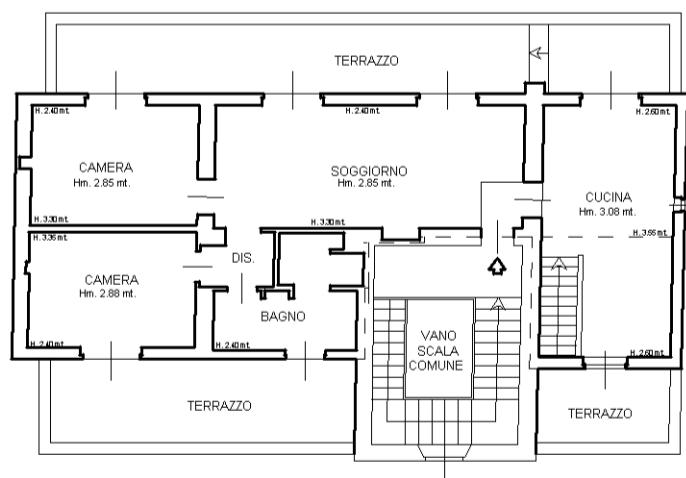 TERRAZZO
H. 2.40 mt
H. 2.40 mt
H. 2.60 mt
CAMERA
Hm. 2.85 mt.
SOGGIORNO
Hm. 2.85 mt.
CUCINA
Hm. 3.08 mt.
H. 3.30 mt
H. 3.30 mt
H. 3.36 mt
H. 3.55 mt
DIS.
CAMERA
Hm. 2.88 mt.
BAGNO
VANO
SCALA
COMUNE
H. 2.40 mt
H. 2.40 mt
H. 2.60 mt
TERRAZZO
TERRAZZO